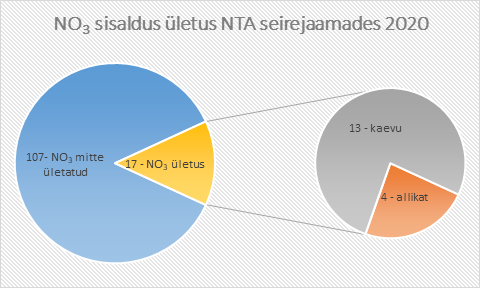 NO₃ sisaldus ületus NTA seirejaamades 2020
107- NO₃ mitte
ületatud
17 - NO₃ ületus
13 - kaevu
4 - allikat